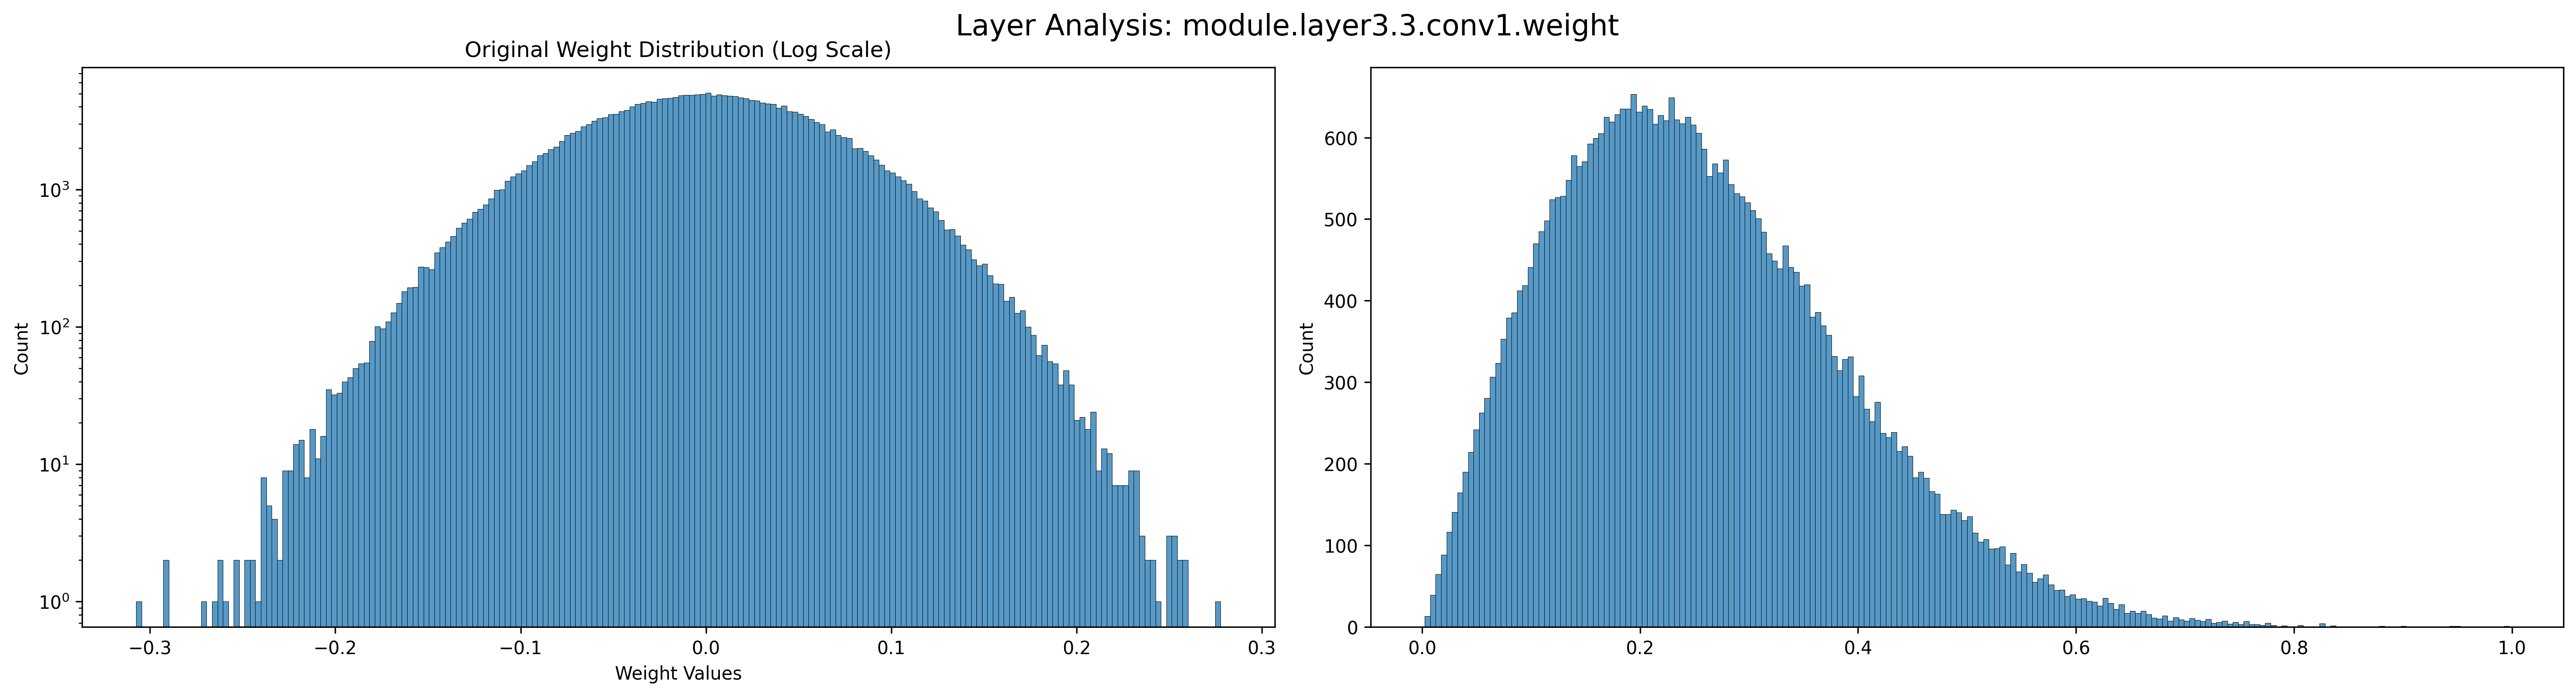 Layer Analysis: module.layer3.3.conv1.weight
Original Weight Distribution (Log Scale)
Count
10³
10²
10¹
10⁰
−0.3 −0.2 −0.1 0.0 0.1 0.2 0.3
Weight Values
Count
600
500
400
300
200
100
0
0.0 0.2 0.4 0.6 0.8 1.0